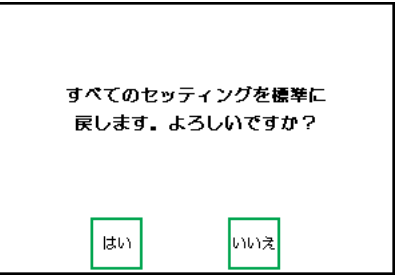 すべてのセッティングを標準に
戻します。よろしいですか？
はい
いいえ